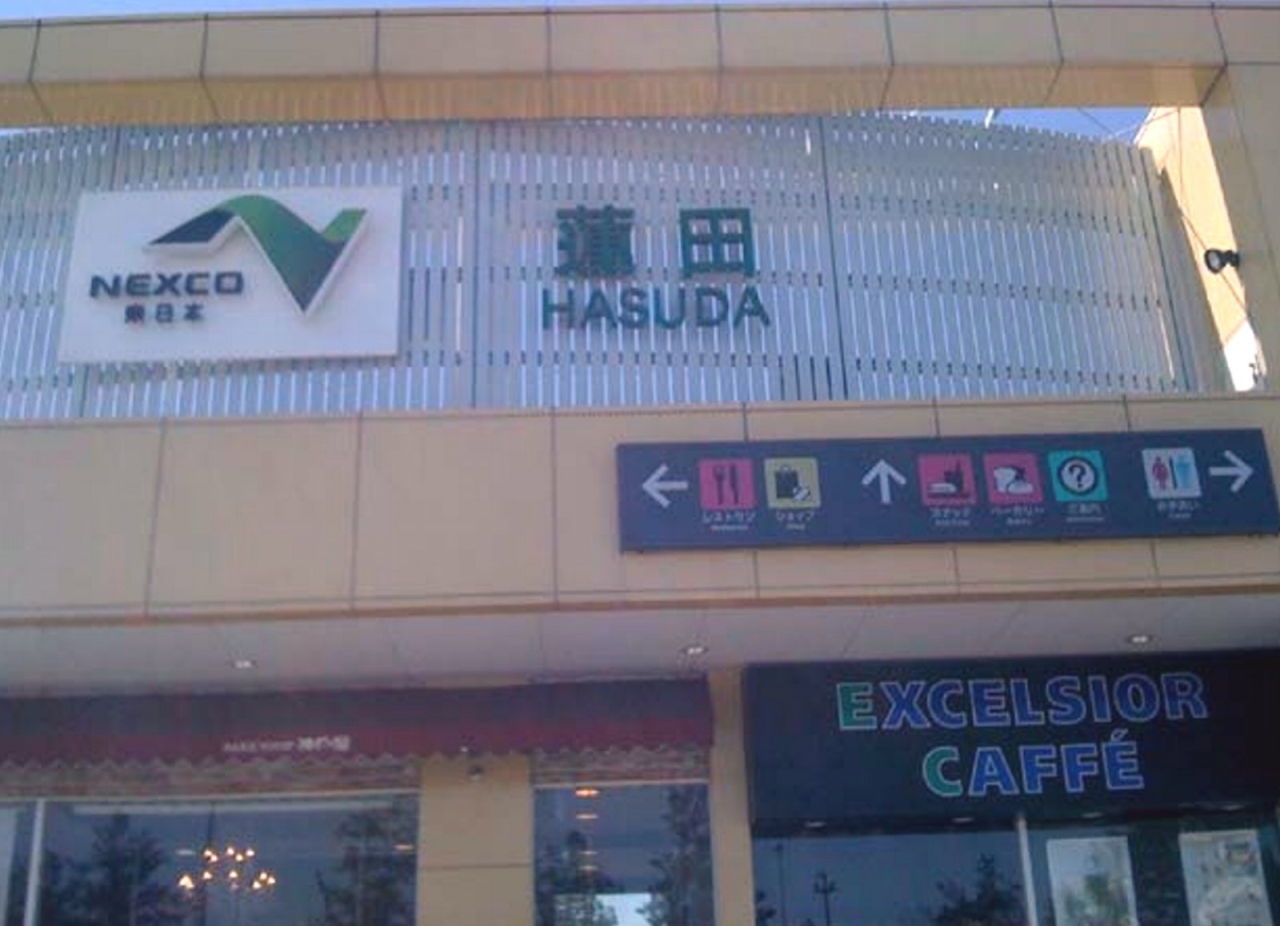 NEXCO
東日本
蓮田
HASUDA
レストラン
ショップ
スナック
ベーカリー
ご案内
お手洗い
EXCELSIOR
CAFFÉ